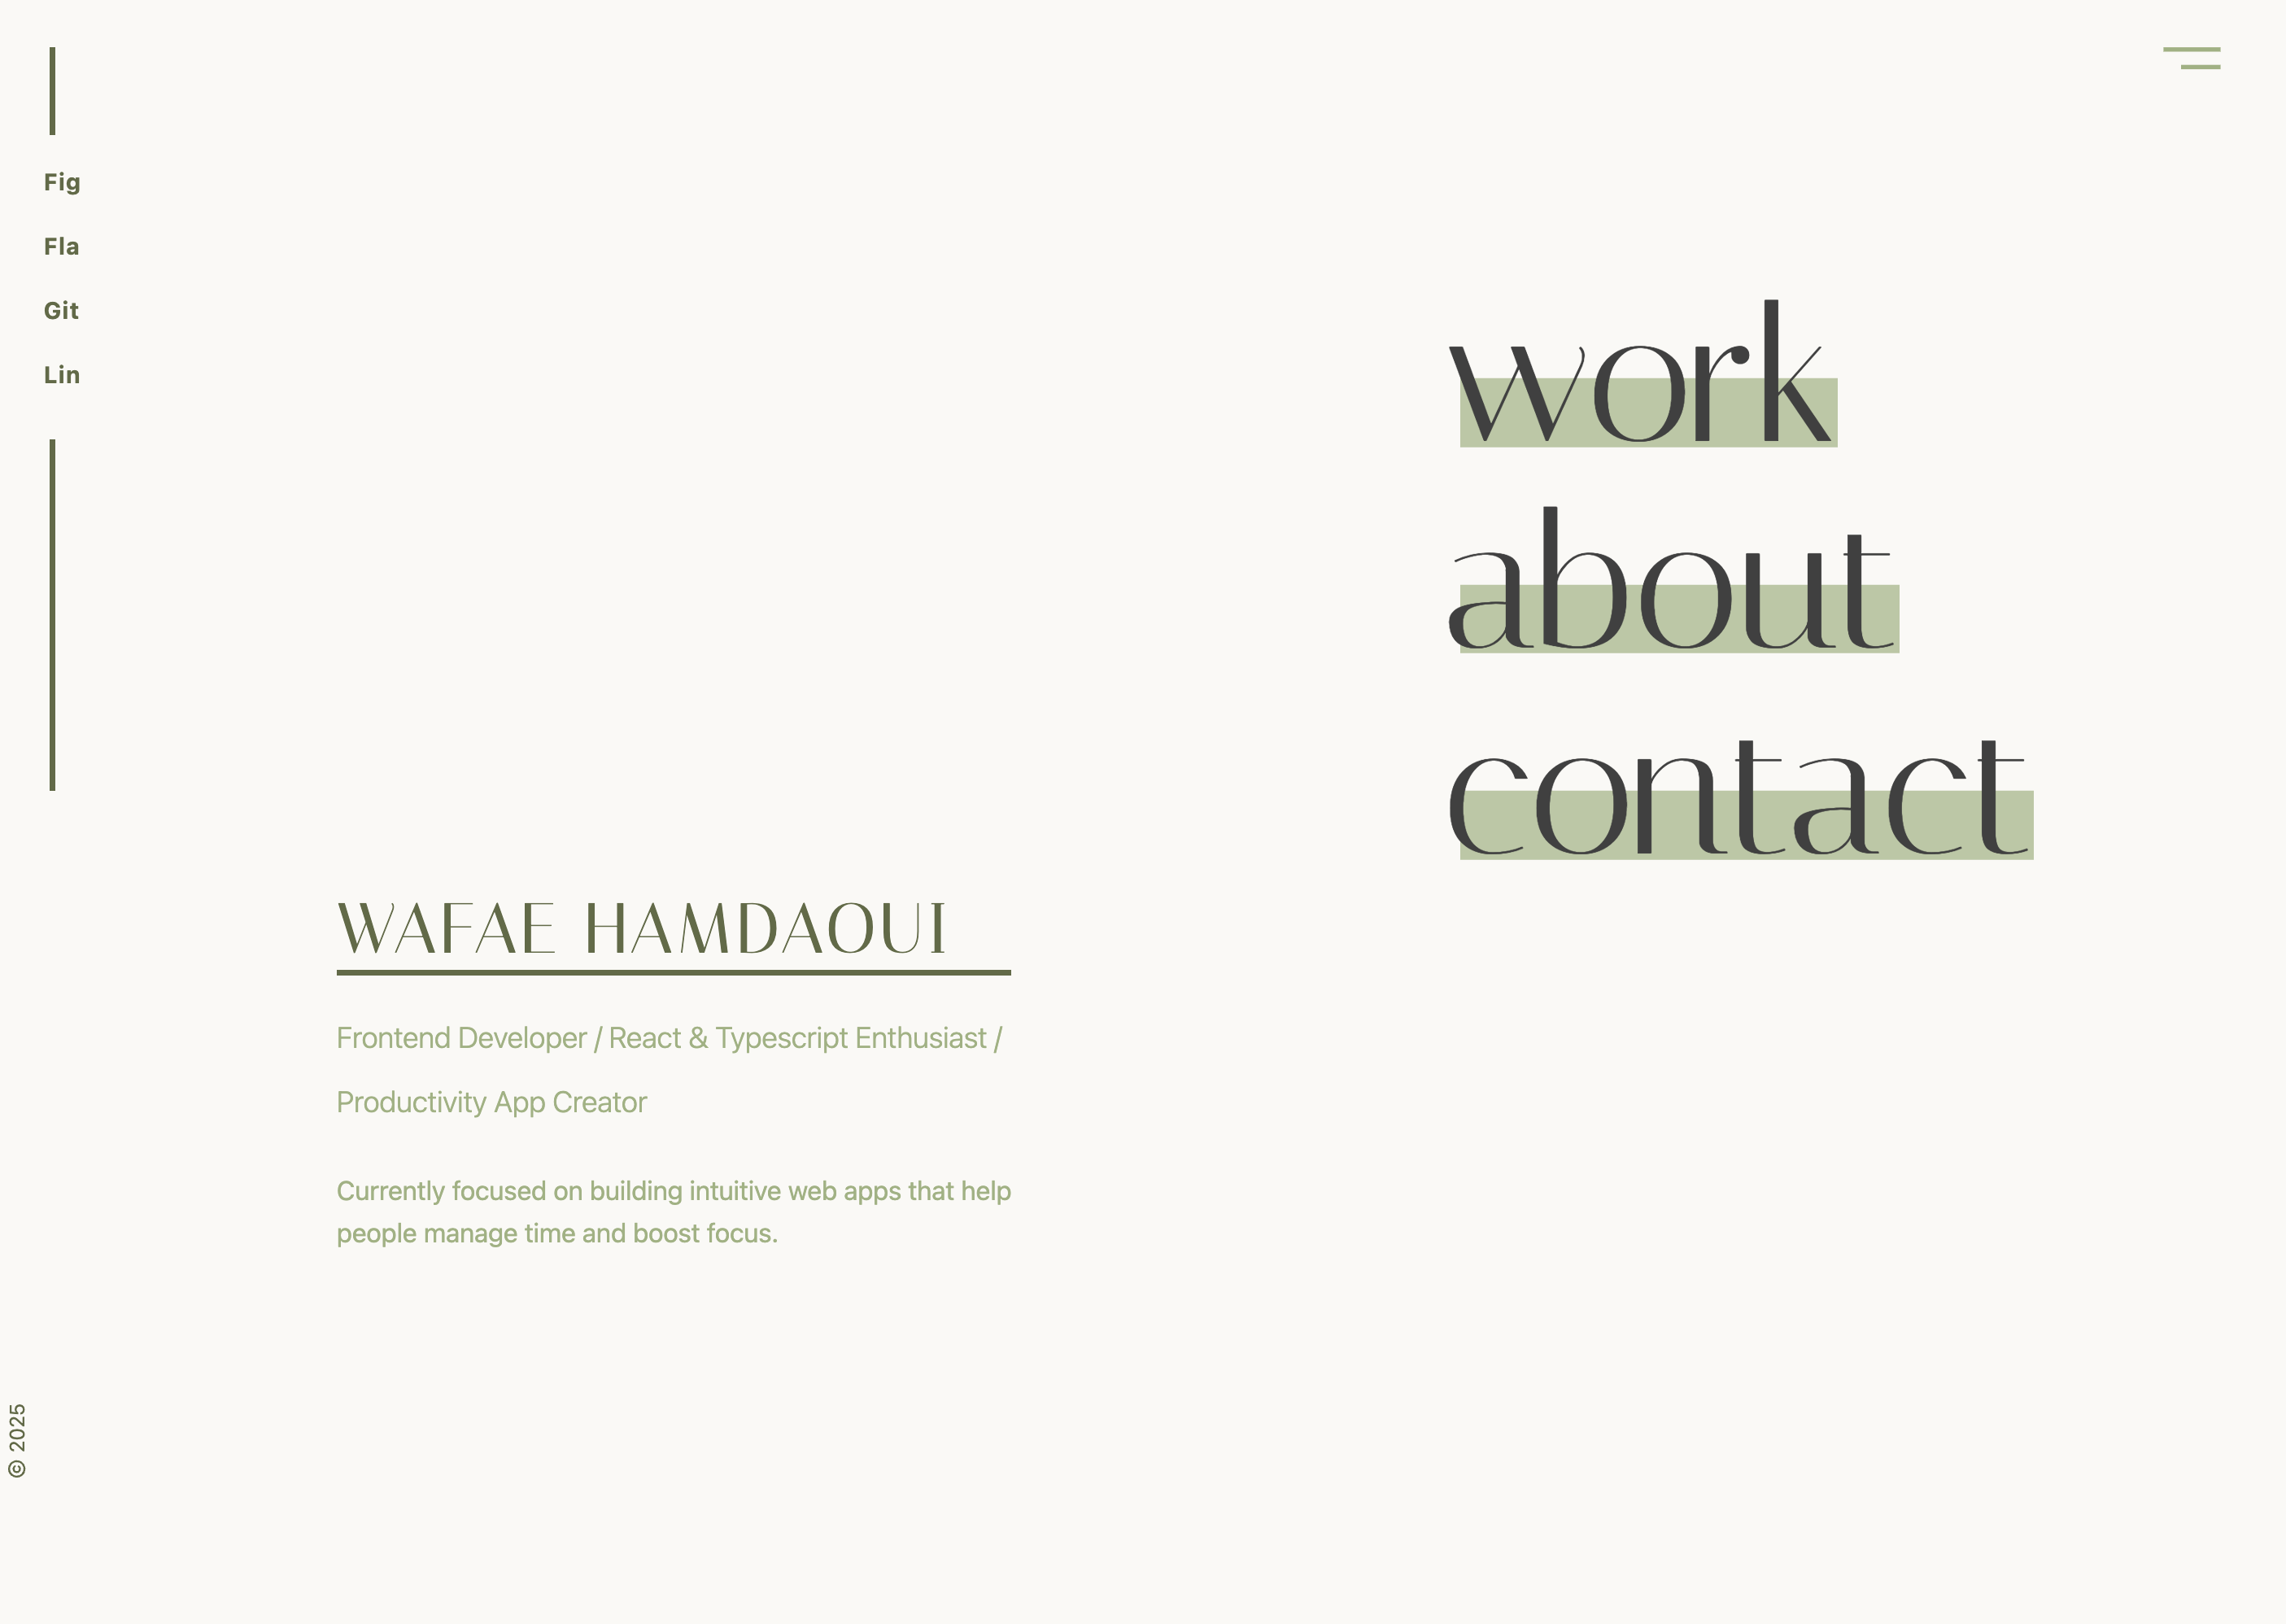 Fig
Fla
Git
Lin
work
about
contact
WAFAE HAMDAOUI
Frontend Developer / React & Typescript Enthusiast /
Productivity App Creator
Currently focused on building intuitive web apps that help
people manage time and boost focus.
© 2025